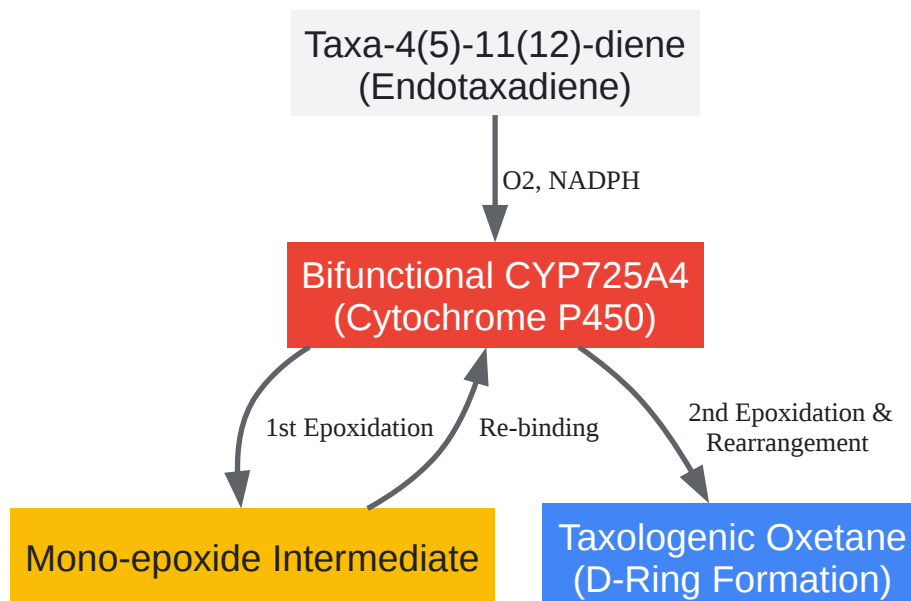 Taxa-4(5)-11(12)-diene
(Endotaxadiene)
O2, NADPH
Bifunctional CYP725A4
(Cytochrome P450)
1st Epoxidation
Re-binding
2nd Epoxidation &
Rearrangement
Mono-epoxide Intermediate
Taxologenic Oxetane
(D-Ring Formation)